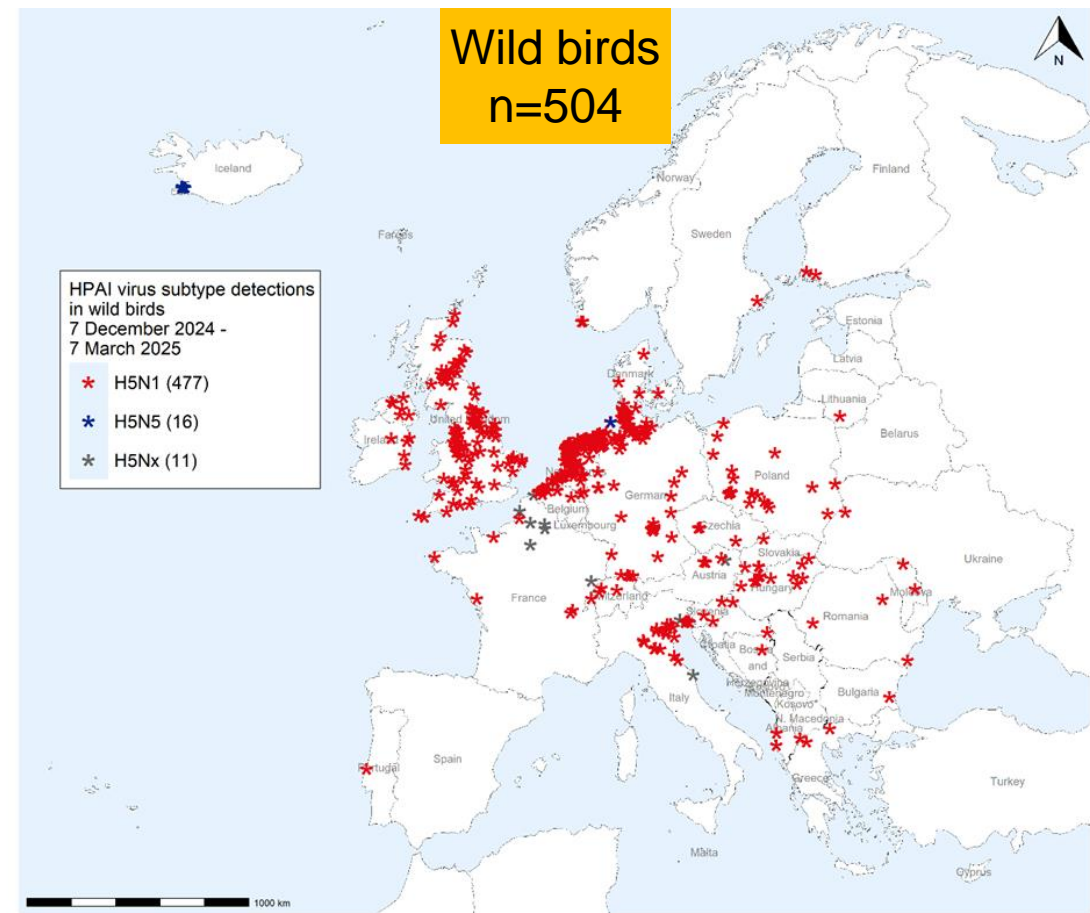 Wild birds
n=504
N
Iceland
Finland
Norway
Sweden
Faroes
HPAI virus subtype detections
in wild birds
7 December 2024 -
7 March 2025
H5N1 (477)
H5N5 (16)
H5Nx (11)
Estonia
Latvia
Denmark
Lithuania
United Kingdom
Belarus
Poland
Germany
Belgium
Luxembourg
Czechia
Ukraine
Slovakia
Austria
Moldova
Hungary
France
Switzerland
Slovenia
Romania
Croatia
Bosnia
and
Herzegovina
Serbia
Montenegro
Kosovo*
Bulgaria
Italy
N. Macedonia
Albania
Portugal
Spain
Greece
Turkey
Malta
Cyprus
1000 km